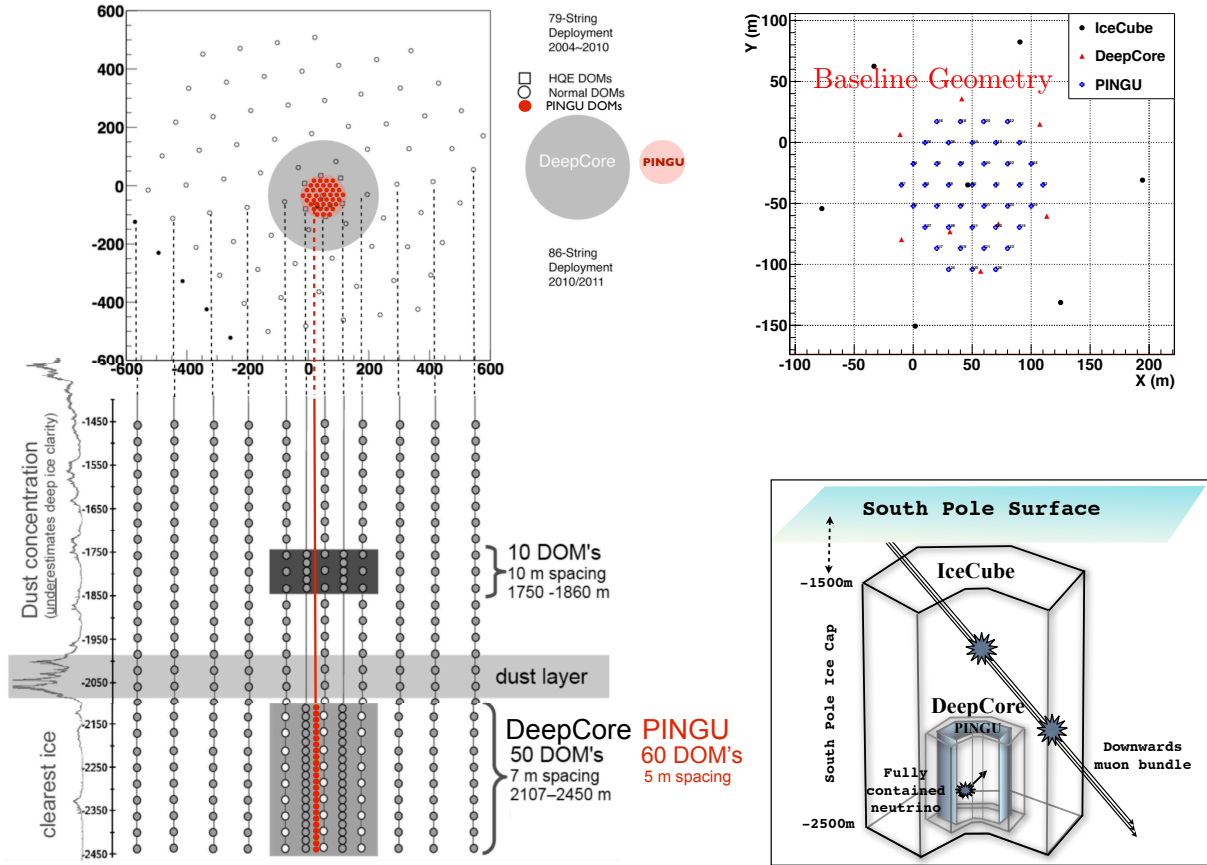 600
400
200
0
-200
-400
-600
-600
-400
-200
0
200
400
600
79-String
Deployment
2004~2010
HQE DOMs
Normal DOMs
PINGU DOMs
DeepCore
PINGU
86-String
Deployment
2010/2011
Dust concentration
(underestimates deep ice clarity)
clearest ice
-1450
-1550
-1650
-1750
-1850
-1950
-2050
-2150
-2250
-2350
-2450
10 DOM's
10 m spacing
1750 -1860 m
dust layer
DeepCore
50 DOM's
7 m spacing
2107–2450 m
PINGU
60 DOM's
5 m spacing
Y (m)
100
50
0
-50
-100
-150
-100
-50
0
50
100
150
200
X (m)
Baseline Geometry
IceCube
DeepCore
PINGU
South Pole Surface
South Pole Ice Cap
-1500m
-2500m
IceCube
DeepCore
PINGU
Fully
contained
neutrino
Downwards
muon bundle